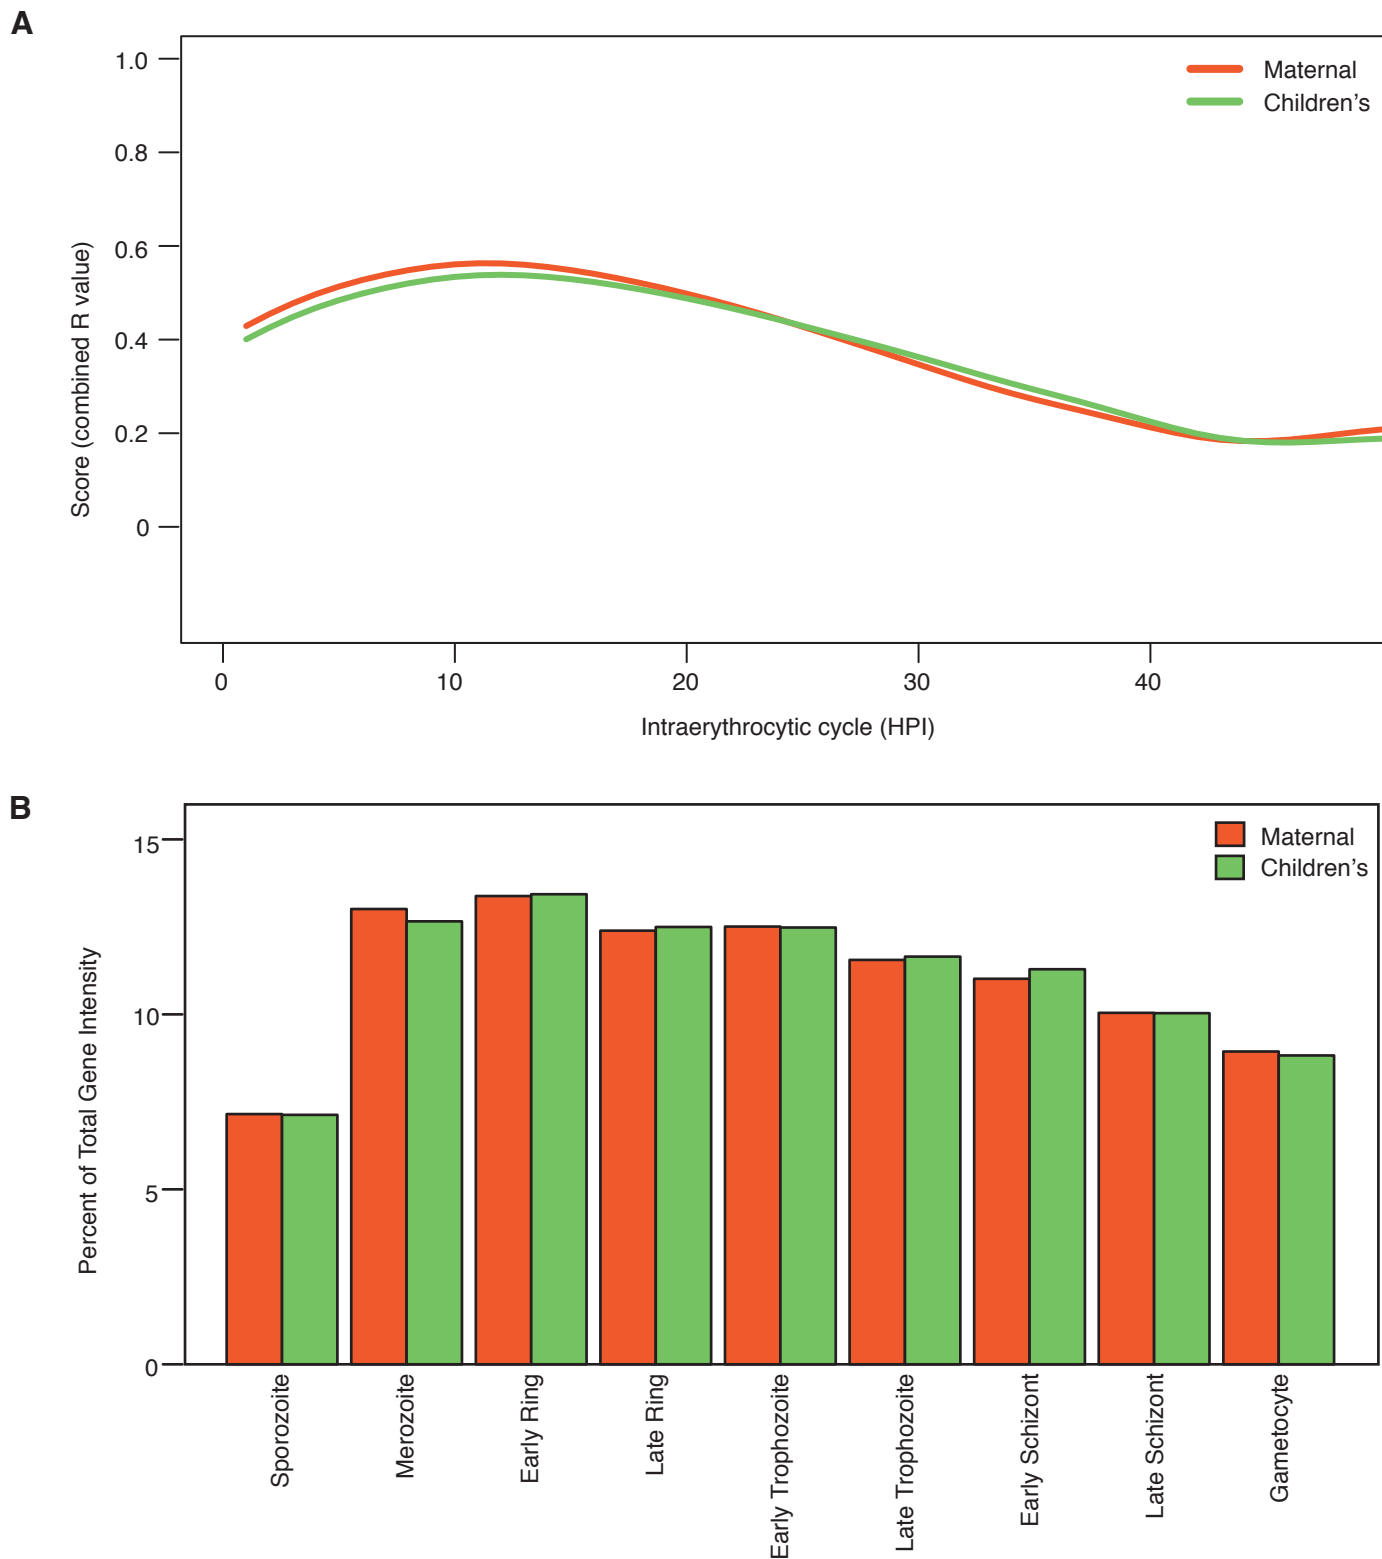 A
1.0
0.8
0.6
0.4
0.2
0
Score (combined R value)
Maternal
Children’s
0 10 20 30 40
Intraerythrocytic cycle (HPI)
B
15
10
5
0
Percent of Total Gene Intensity
Maternal
Children’s
Sporozoite
Merozoite
Early Ring
Late Ring
Early Trophozoite
Late Trophozoite
Early Schizont
Late Schizont
Gametocyte